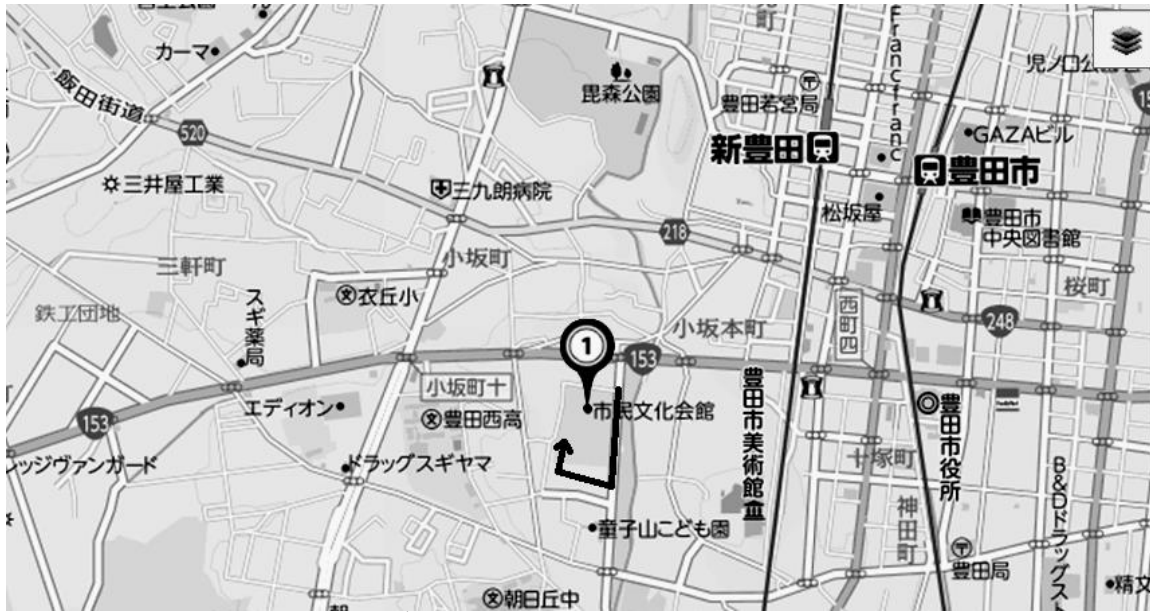 カーマ
飯田街道
520
三井屋工業
三九朗病院
毘森公園
豊田若宮局
Francfranc
児ノ口公
15
新豊田
GAZAビル
豊田市
松坂屋
豊田市
中央図書館
218
小坂町
三軒町
衣丘小
鉄工団地
スギ薬局
桜町
248
小坂本町
西町四
1
153
小坂町十
エディオン
市民文化会館
豊田西高
153
レッジヴァンガード
ドラッグスギヤマ
豊田市美術館
豊田市役所
十塚町
神田町
B&Dドラッグスト
童子山こども園
豊田局
朝日丘中
精文
朝